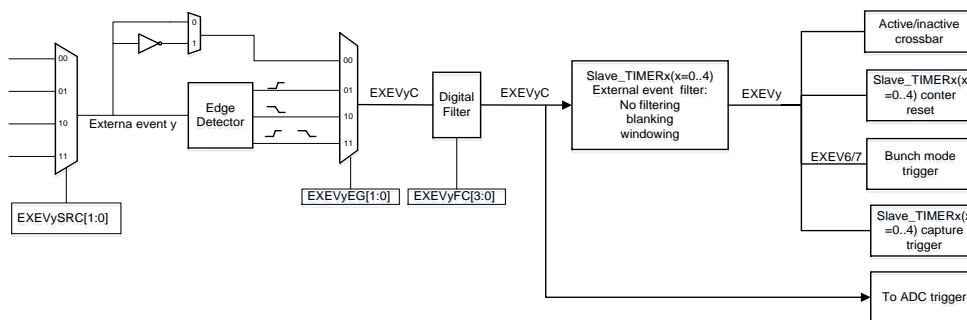 00
01
10
11
EXEVySRC[1:0]
Externa event y
0
1
Edge
Detector
00
01
10
11
EXEVyEG[1:0]
EXEVyC
Digital
Filter
EXEVyFC[3:0]
EXEVyC
Slave_TIMERx(x=0..4)
External event filter:
No filtering
blanking
windowing
EXEVy
EXEV6/7
Active/inactive
crossbar
Slave_TIMERx(x
=0..4) conter
reset
Bunch mode
trigger
Slave_TIMERx(x
=0..4) capture
trigger
To ADC trigger